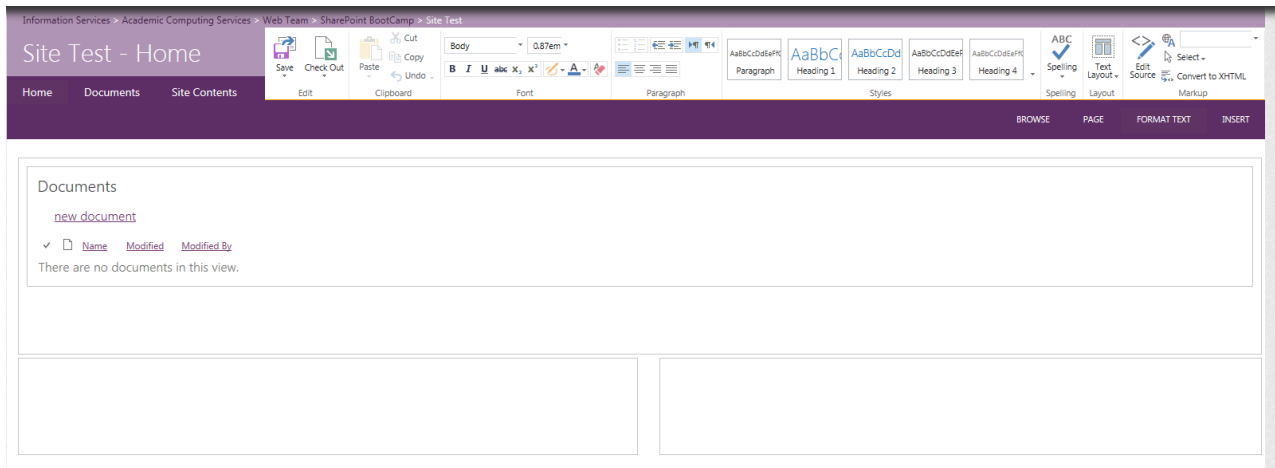 Information Services > Academic Computing Services > Web Team > SharePoint BootCamp > Site Test
Site Test - Home
Home Documents Site Contents
Save Check Out
Edit
Paste Cut
Copy
Undo
Clipboard
Body 0.87em
B I U abc X₂ X² A
Font
Paragraph
AaBbCcDdEeFfG AaBbC AaBbCcDd AaBbCcDdEeF AaBbCcDdEeFfG
Paragraph Heading 1 Heading 2 Heading 3 Heading 4
Styles
ABC
Spelling
Spelling
Text
Layout
Layout
Edit
Source
Select
Convert to XHTML
Markup
BROWSE PAGE FORMAT TEXT INSERT
Documents
new document
Name Modified Modified By
There are no documents in this view.